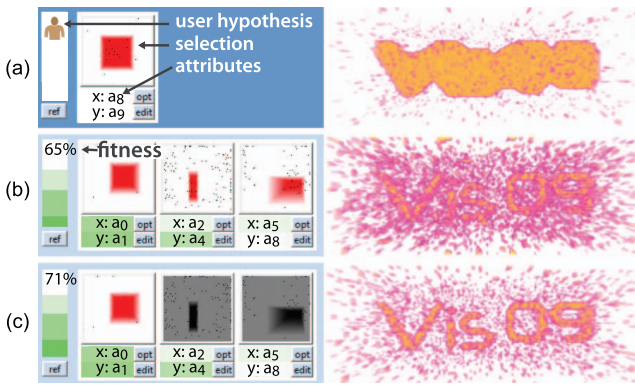 (a)
user hypothesis
selection
attributes
x: a8 opt
y: a9 edit
ref
(b)
65%
fitness
x: a0 opt
y: a1 edit
x: a2 opt
y: a4 edit
x: a5 opt
y: a8 edit
ref
Vis 09
(c)
71%
x: a0 opt
y: a1 edit
x: a2 opt
y: a4 edit
x: a5 opt
y: a8 edit
ref
Vis 09